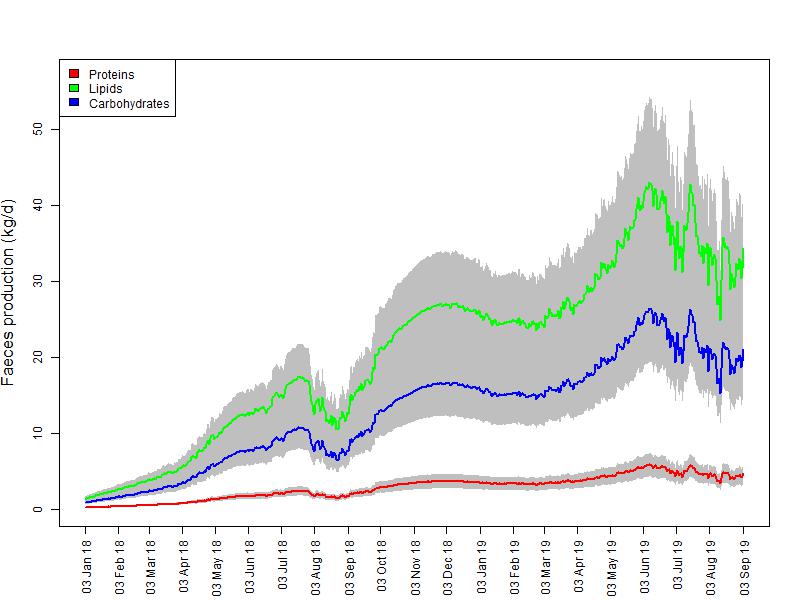 Proteins
Lipids
Carbohydrates
Faeces production (Kg/d)
50
40
30
20
10
0
03 Jan 18
03 Feb 18
03 Mar 18
03 Apr 18
03 May 18
03 Jun 18
03 Jul 18
03 Aug 18
03 Sep 18
03 Oct 18
03 Nov 18
03 Dec 18
03 Jan 19
03 Feb 19
03 Mar 19
03 Apr 19
03 May 19
03 Jun 19
03 Jul 19
03 Aug 19
03 Sep 19